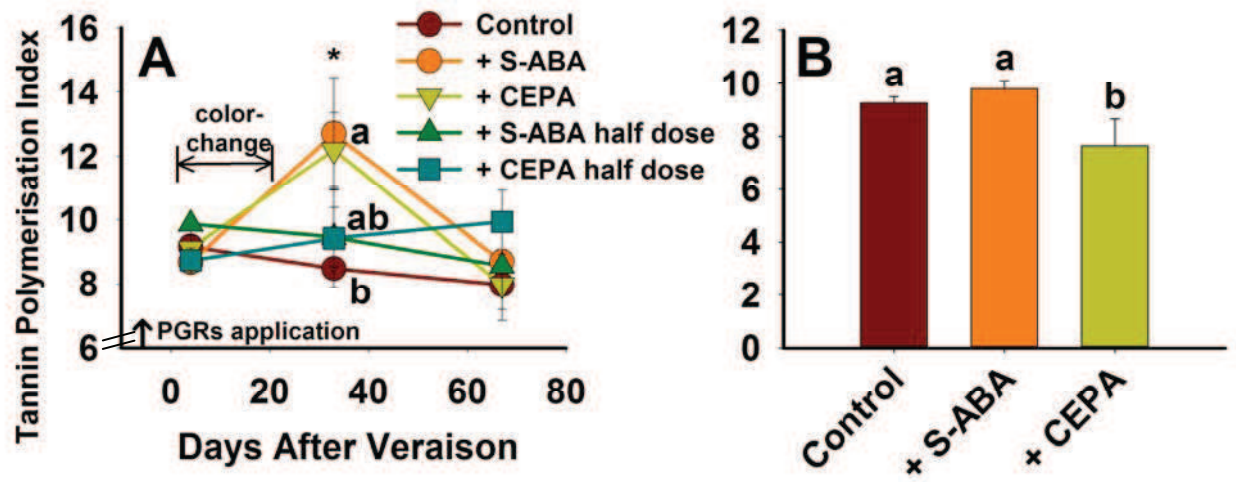 Tannin Polymerisation Index
16
14
12
10
8
6
A
*
color-
change
a
ab
b
PGRs application
0 20 40 60 80
Days After Veraison
Control
+ S-ABA
+ CEPA
+ S-ABA half dose
+ CEPA half dose
12
10
8
6
4
2
0
B
a a b
Control
+ S-ABA
+ CEPA